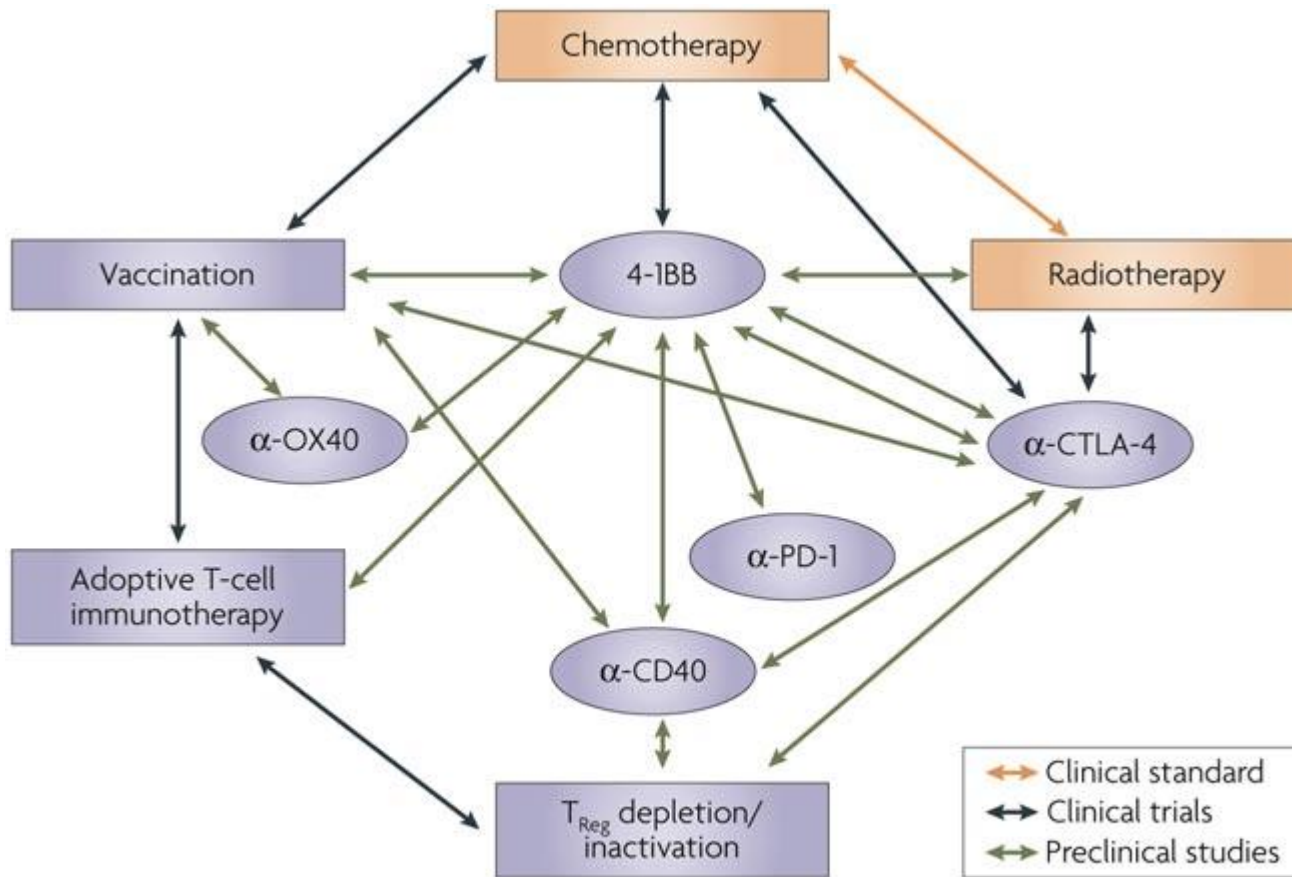 Chemotherapy
Vaccination
4-1BB
Radiotherapy
α-OX40
α-CTLA-4
α-PD-1
Adoptive T-cell
immunotherapy
α-CD40
TReg depletion/
inactivation
Clinical standard
Clinical trials
Preclinical studies